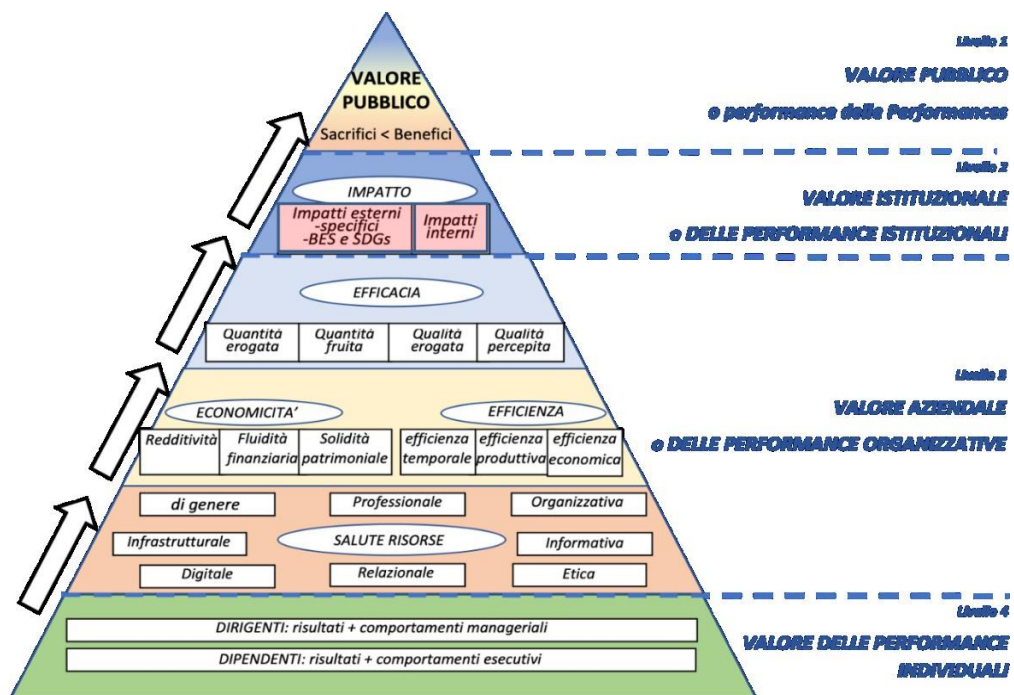 Livello 1
VALORE
PUBBLICO
Sacrifici < Benefici
VALORE PUBBLICO
o performance delle Performances
Livello 2
IMPATTO
Impatti esterni
-specifici
-BES e SDGs
Impatti
interni
VALORE ISTITUZIONALE
o DELLE PERFORMANCE ISTITUZIONALI
EFFICACIA
Quantità
erogata
Quantità
fruita
Qualità
erogata
Qualità
percepita
Livello 3
VALORE AZIENDALE
o DELLE PERFORMANCE ORGANIZZATIVE
ECONOMICITA’
EFFICIENZA
Redditività
Fluidità
finanziaria
Solidità
patrimoniale
efficienza
temporale
efficienza
produttiva
efficienza
economica
di genere
Professionale
Organizzativa
Infrastrutturale
SALUTE RISORSE
Informativa
Digitale
Relazionale
Etica
Livello 4
VALORE DELLE PERFORMANCE
INDIVIDUALI
DIRIGENTI: risultati + comportamenti manageriali
DIPENDENTI: risultati + comportamenti esecutivi